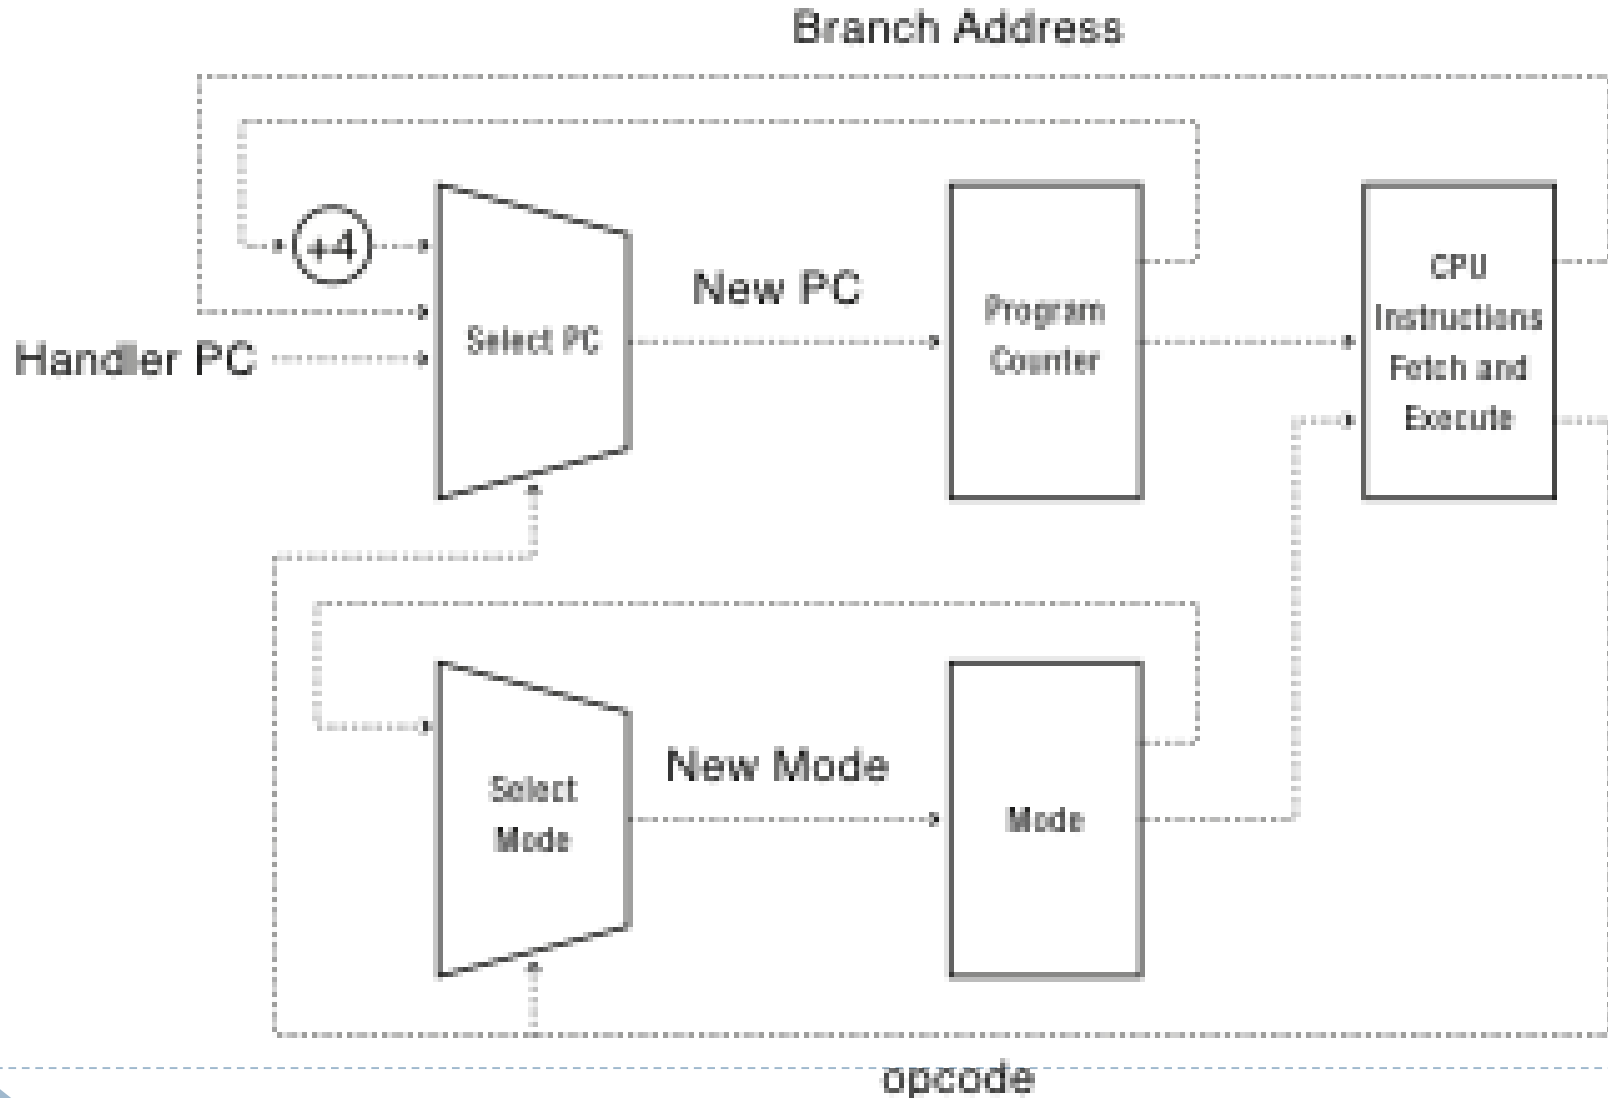 Branch Address
+4
Handler PC
Select PC
New PC
Program
Counter
CPU
Instructions
Fetch and
Execute
Select
Mode
New Mode
Mode
opcode